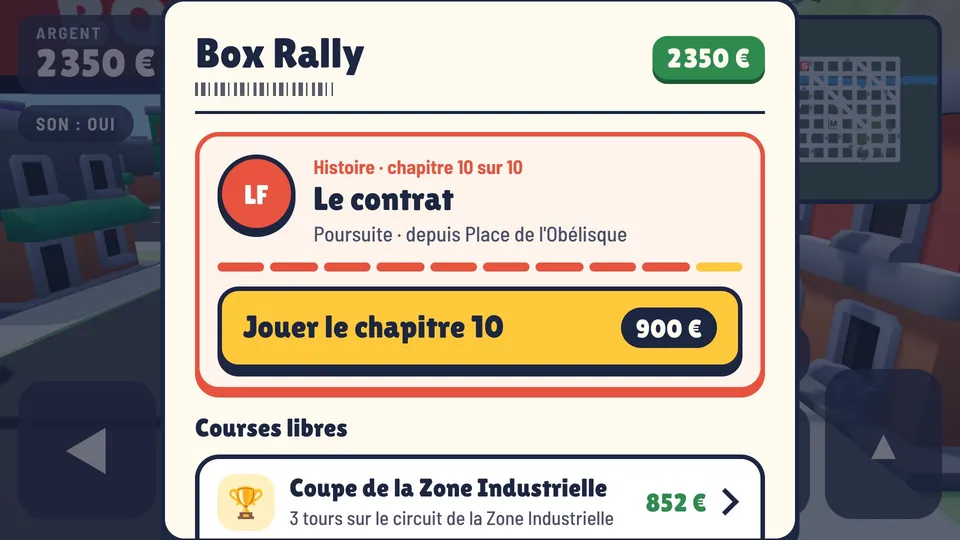 ARGENT
2350 €
SON : OUI
Box Rally
2350 €
LF
Histoire · chapitre 10 sur 10
Le contrat
Poursuite · depuis Place de l'Obélisque
Jouer le chapitre 10
900 €
Courses libres
Coupe de la Zone Industrielle
852 €
3 tours sur le circuit de la Zone Industrielle
S
M